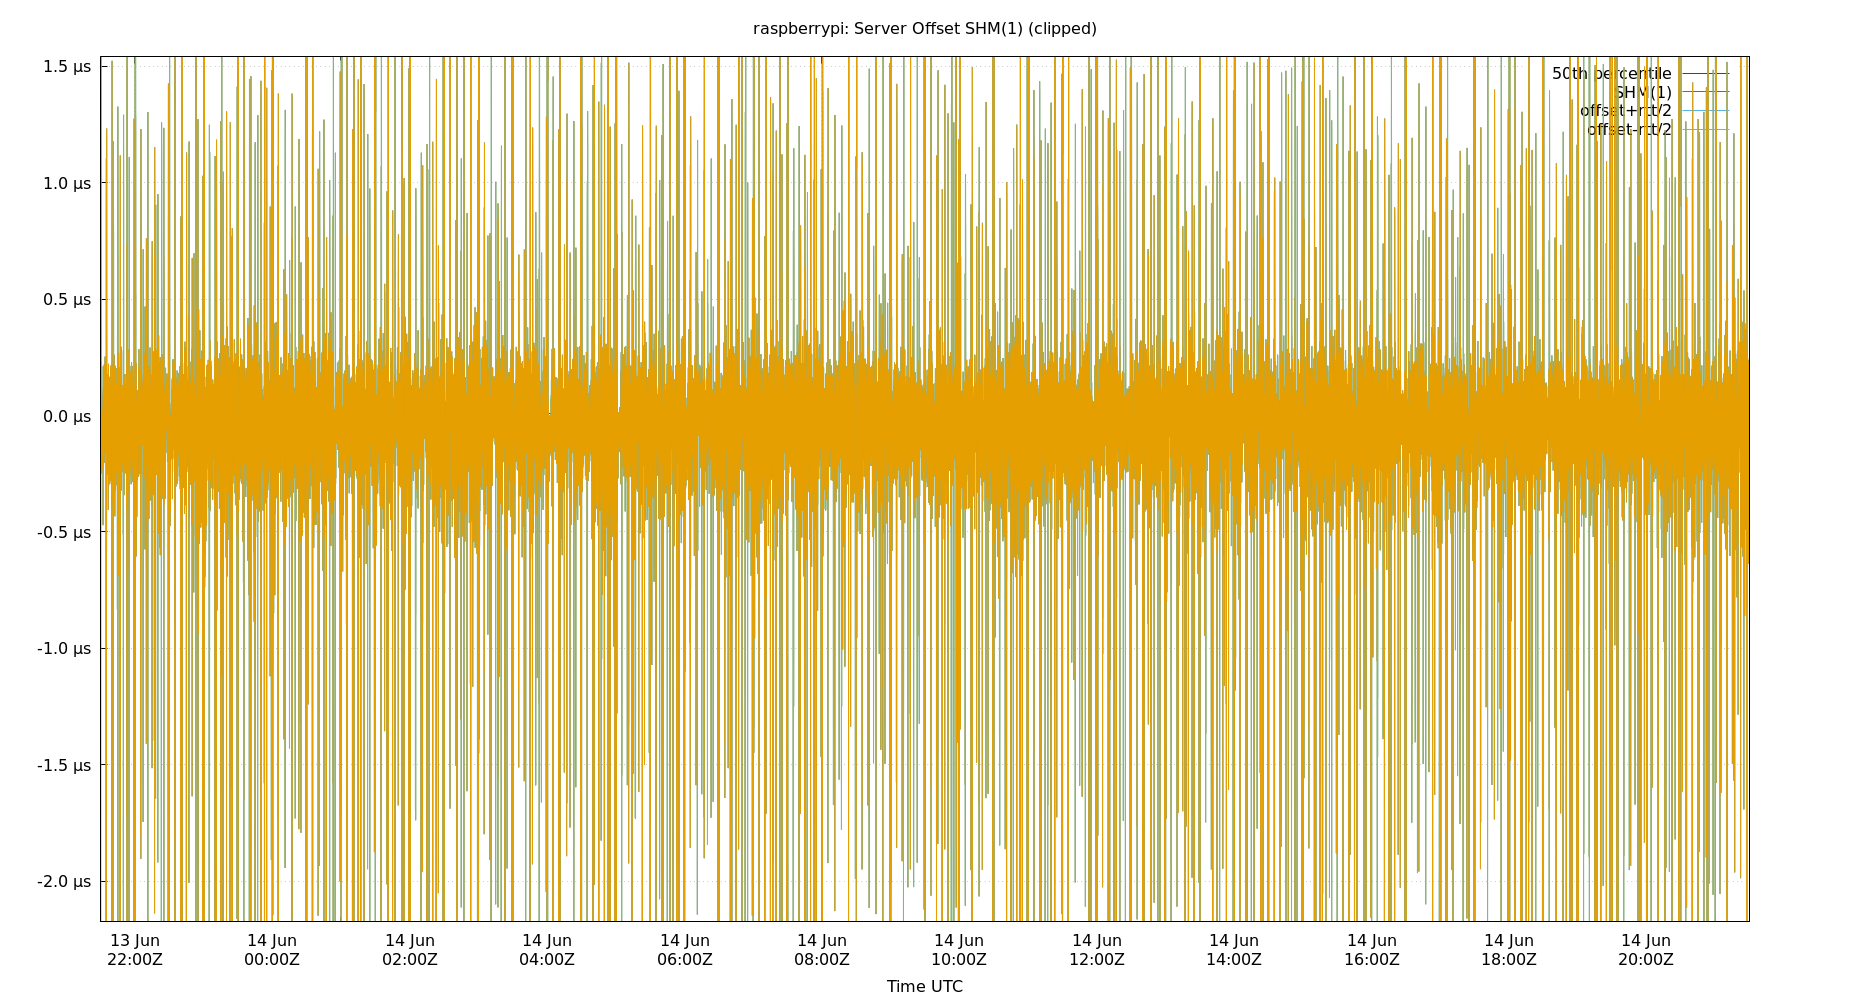 raspberrypi: Server Offset SHM(1) (clipped)
1.5 µs
1.0 µs
0.5 µs
0.0 µs
-0.5 µs
-1.0 µs
-1.5 µs
-2.0 µs
50th percentile
SHM(1)
offset+rtt/2
offset-rtt/2
13 Jun 14 Jun 14 Jun 14 Jun 14 Jun 14 Jun 14 Jun 14 Jun 14 Jun 14 Jun 14 Jun 14 Jun
22:00Z 00:00Z 02:00Z 04:00Z 06:00Z 08:00Z 10:00Z 12:00Z 14:00Z 16:00Z 18:00Z 20:00Z
Time UTC